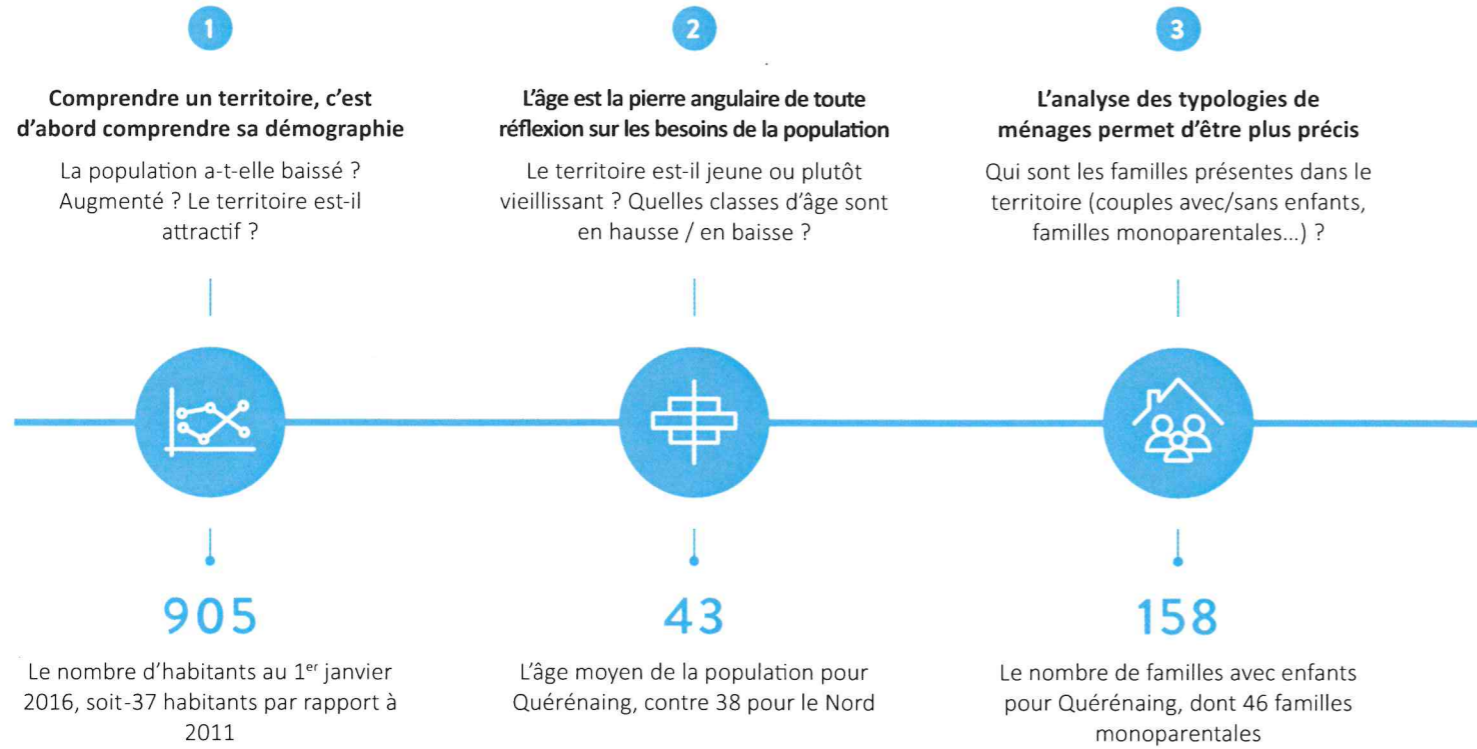 1
Comprendre un territoire, c'est
d'abord comprendre sa démographie
La population a-t-elle baissé ?
Augmenté ? Le territoire est-il
attractif ?
905
Le nombre d'habitants au 1er janvier
2016, soit-37 habitants par rapport à
2011
2
L'âge est la pierre angulaire de toute
réflexion sur les besoins de la population
Le territoire est-il jeune ou plutôt
vieillissant ? Quelles classes d'âge sont
en hausse / en baisse ?
43
L'âge moyen de la population pour
Quérénaing, contre 38 pour le Nord
3
L'analyse des typologies de
ménages permet d'être plus précis
Qui sont les familles présentes dans le
territoire (couples avec/sans enfants,
familles monoparentales...) ?
158
Le nombre de familles avec enfants
pour Quérénaing, dont 46 familles
monoparentales